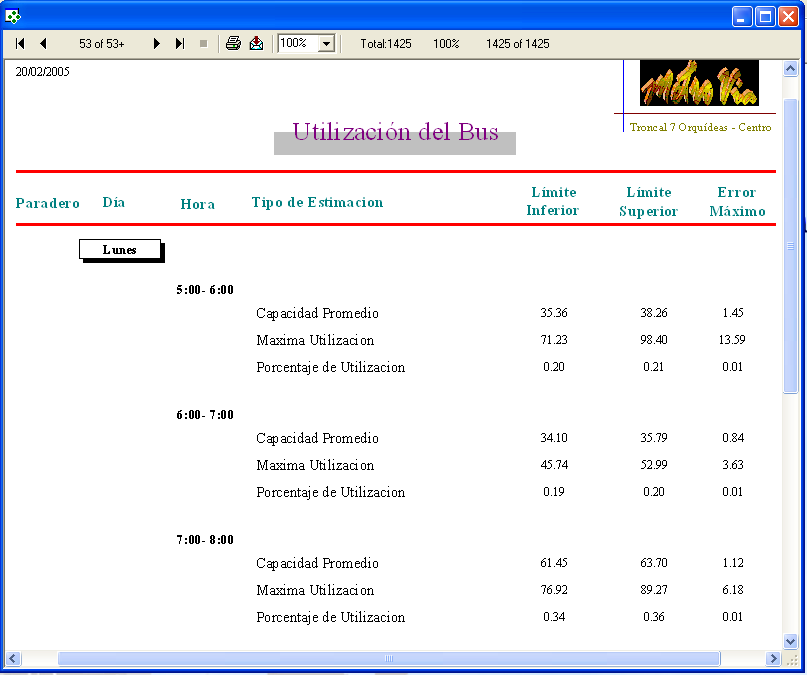 53 of 53+ 100% Total:1425 100% 1425 of 1425
20/02/2005
Metro Vía
Troncal 7 Orquídeas - Centro
Utilización del Bus
Paradero Día Hora Tipo de Estimacion Límite Inferior Límite Superior Error Máximo
Lunes
5:00- 6:00
Capacidad Promedio 35.36 38.26 1.45
Maxima Utilizacion 71.23 98.40 13.59
Porcentaje de Utilizacion 0.20 0.21 0.01
6:00- 7:00
Capacidad Promedio 34.10 35.79 0.84
Maxima Utilizacion 45.74 52.99 3.63
Porcentaje de Utilizacion 0.19 0.20 0.01
7:00- 8:00
Capacidad Promedio 61.45 63.70 1.12
Maxima Utilizacion 76.92 89.27 6.18
Porcentaje de Utilizacion 0.34 0.36 0.01